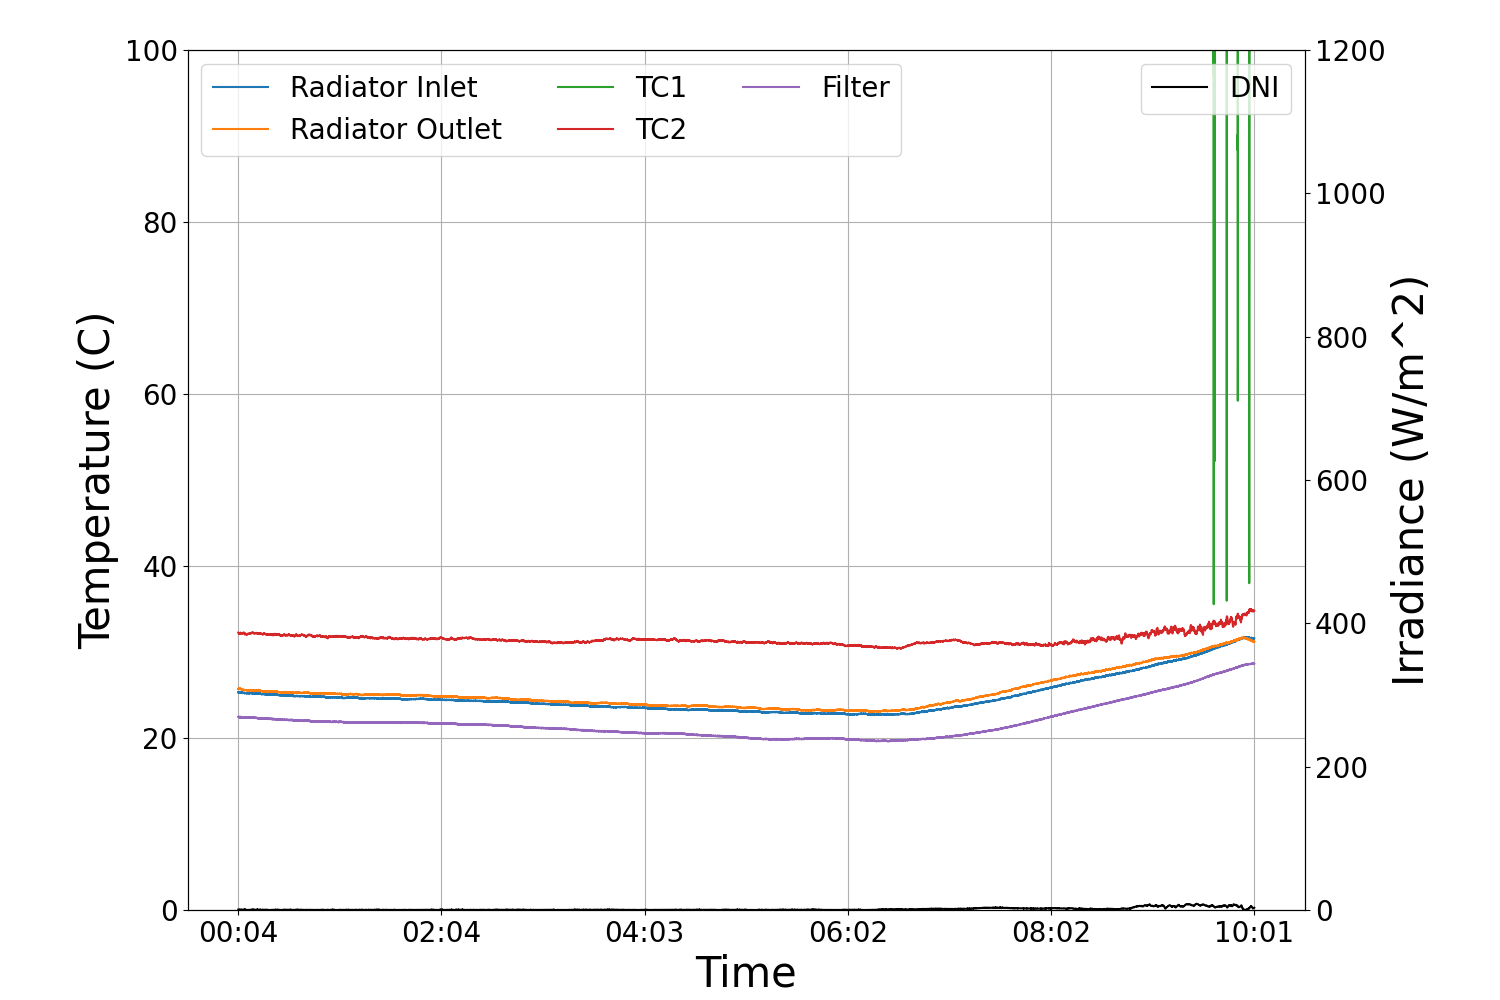 Radiator Inlet
Radiator Outlet
TC1
TC2
Filter
DNI
Temperature (C)
100
80
60
40
20
0
1200
1000
800
600
400
200
0
Irradiance (W/m^2)
00:04 02:04 04:03 06:02 08:02 10:01
Time